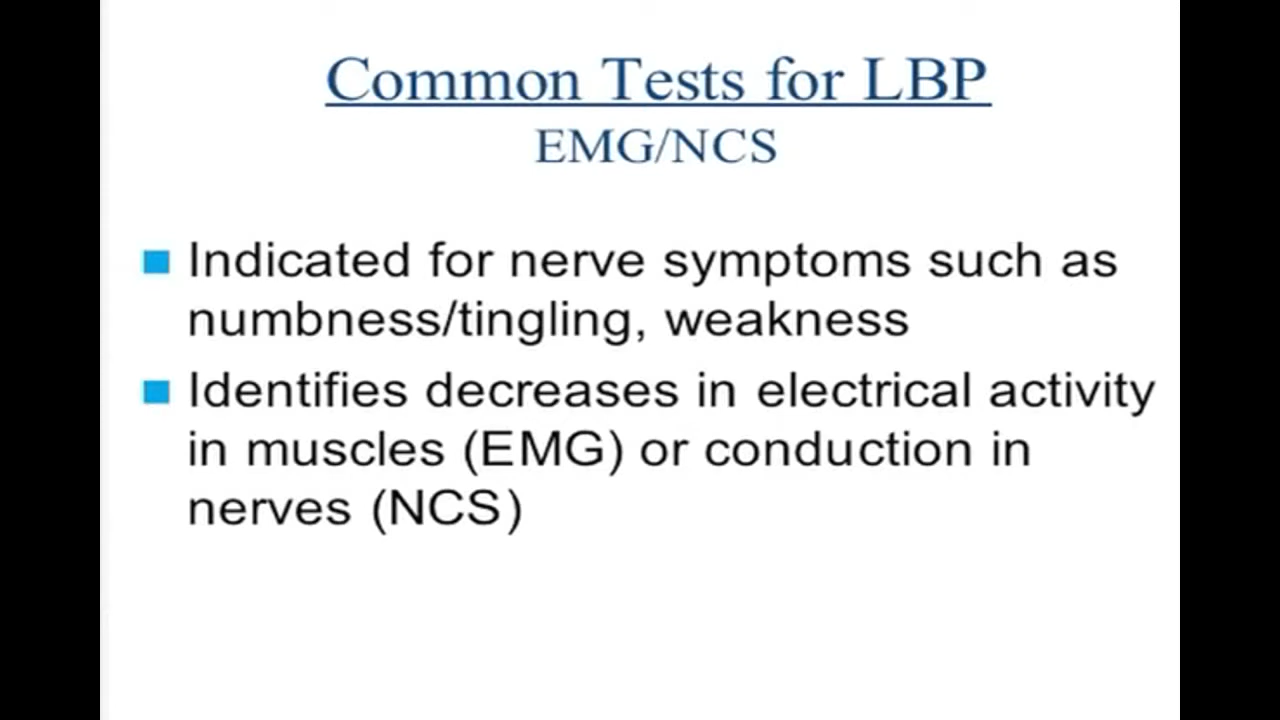 Common Tests for LBP
EMG/NCS
Indicated for nerve symptoms such as
numbness/tingling, weakness
Identifies decreases in electrical activity
in muscles (EMG) or conduction in
nerves (NCS)